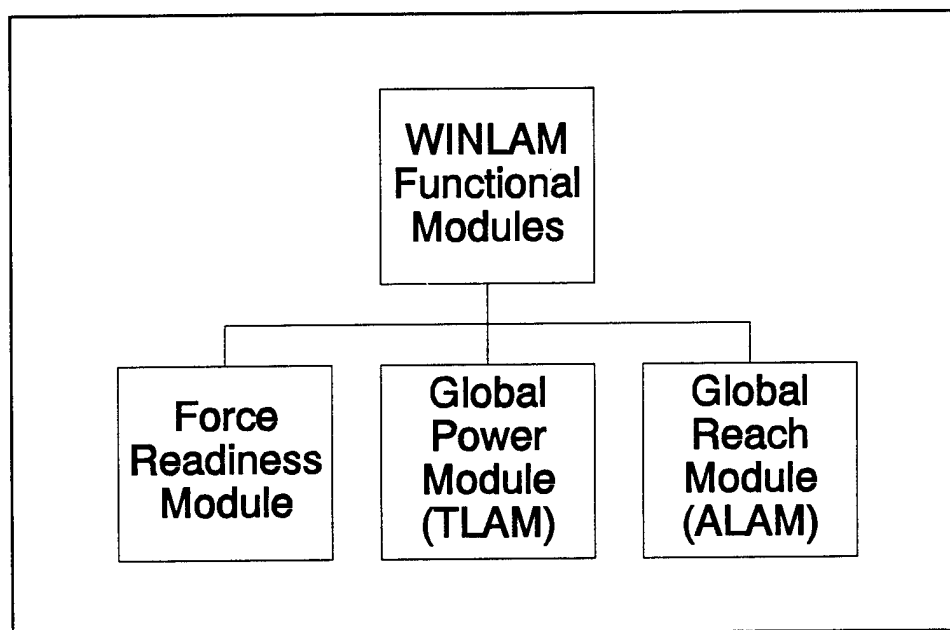 WINLAM
Functional
Modules
Force
Readiness
Module
Global
Power
Module
(TLAM)
Global
Reach
Module
(ALAM)